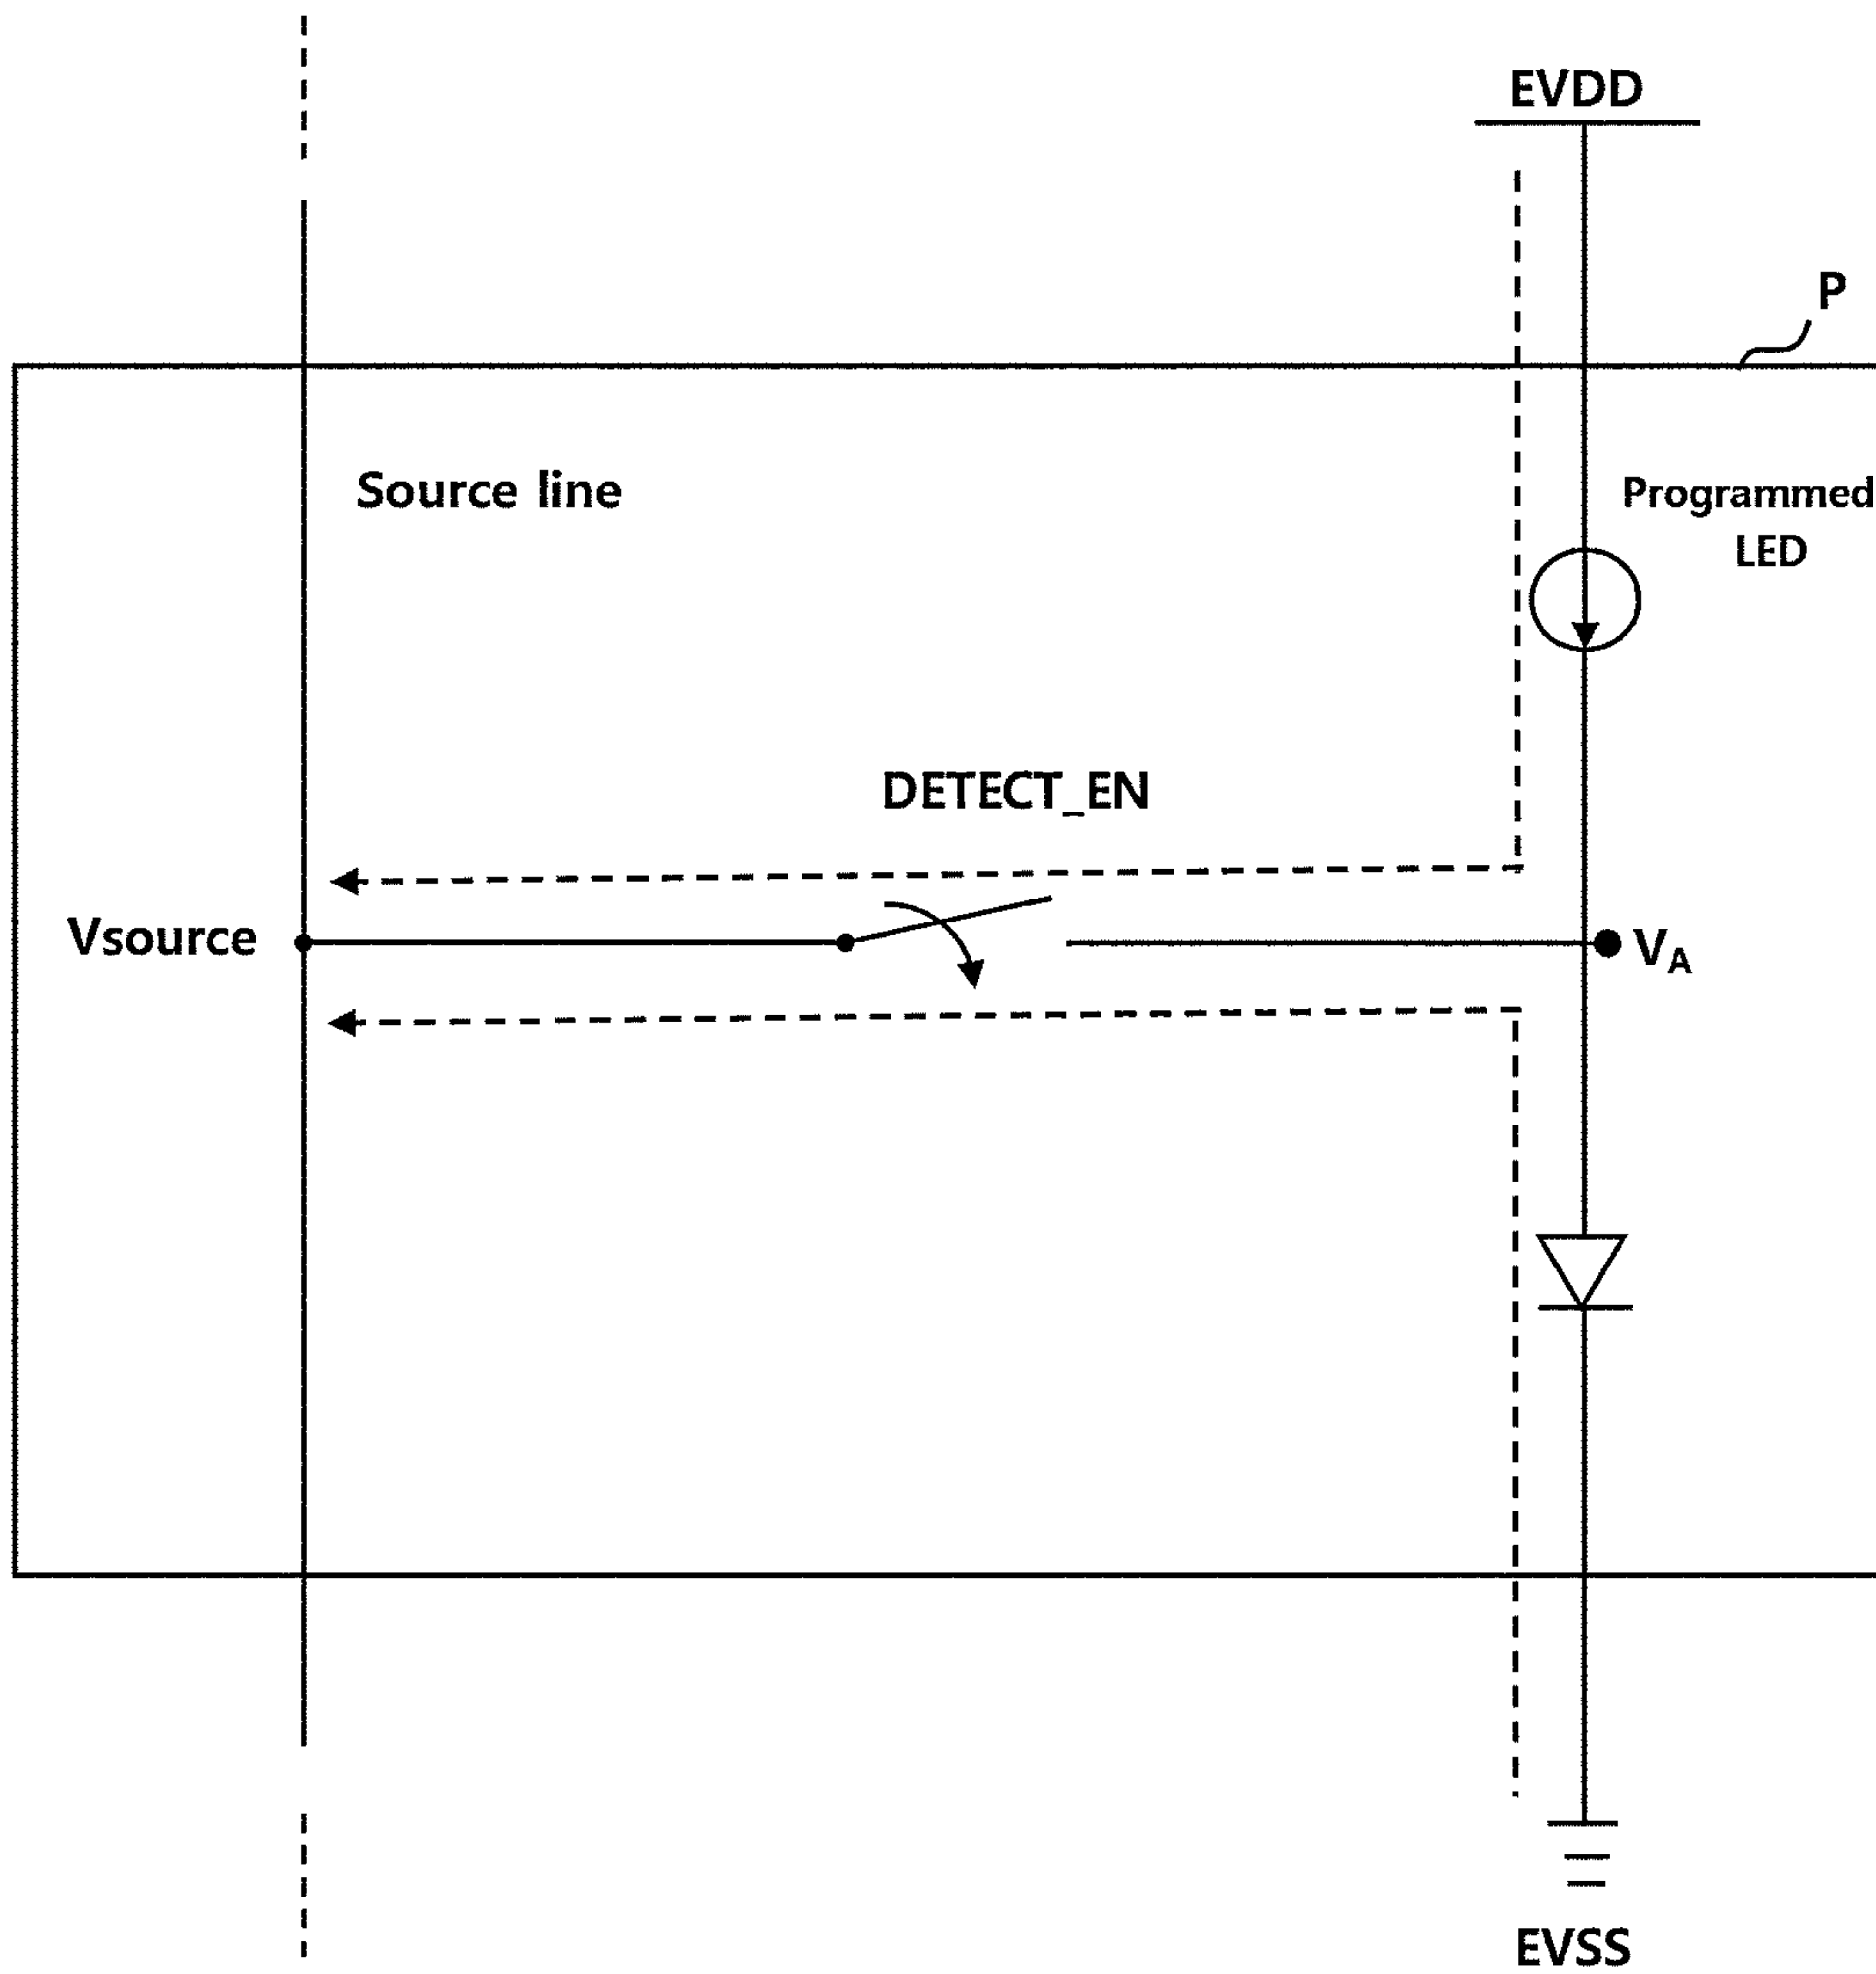 EVDD
P
Source line
Programmed
LED
DETECT_EN
Vsource
VA
EVSS